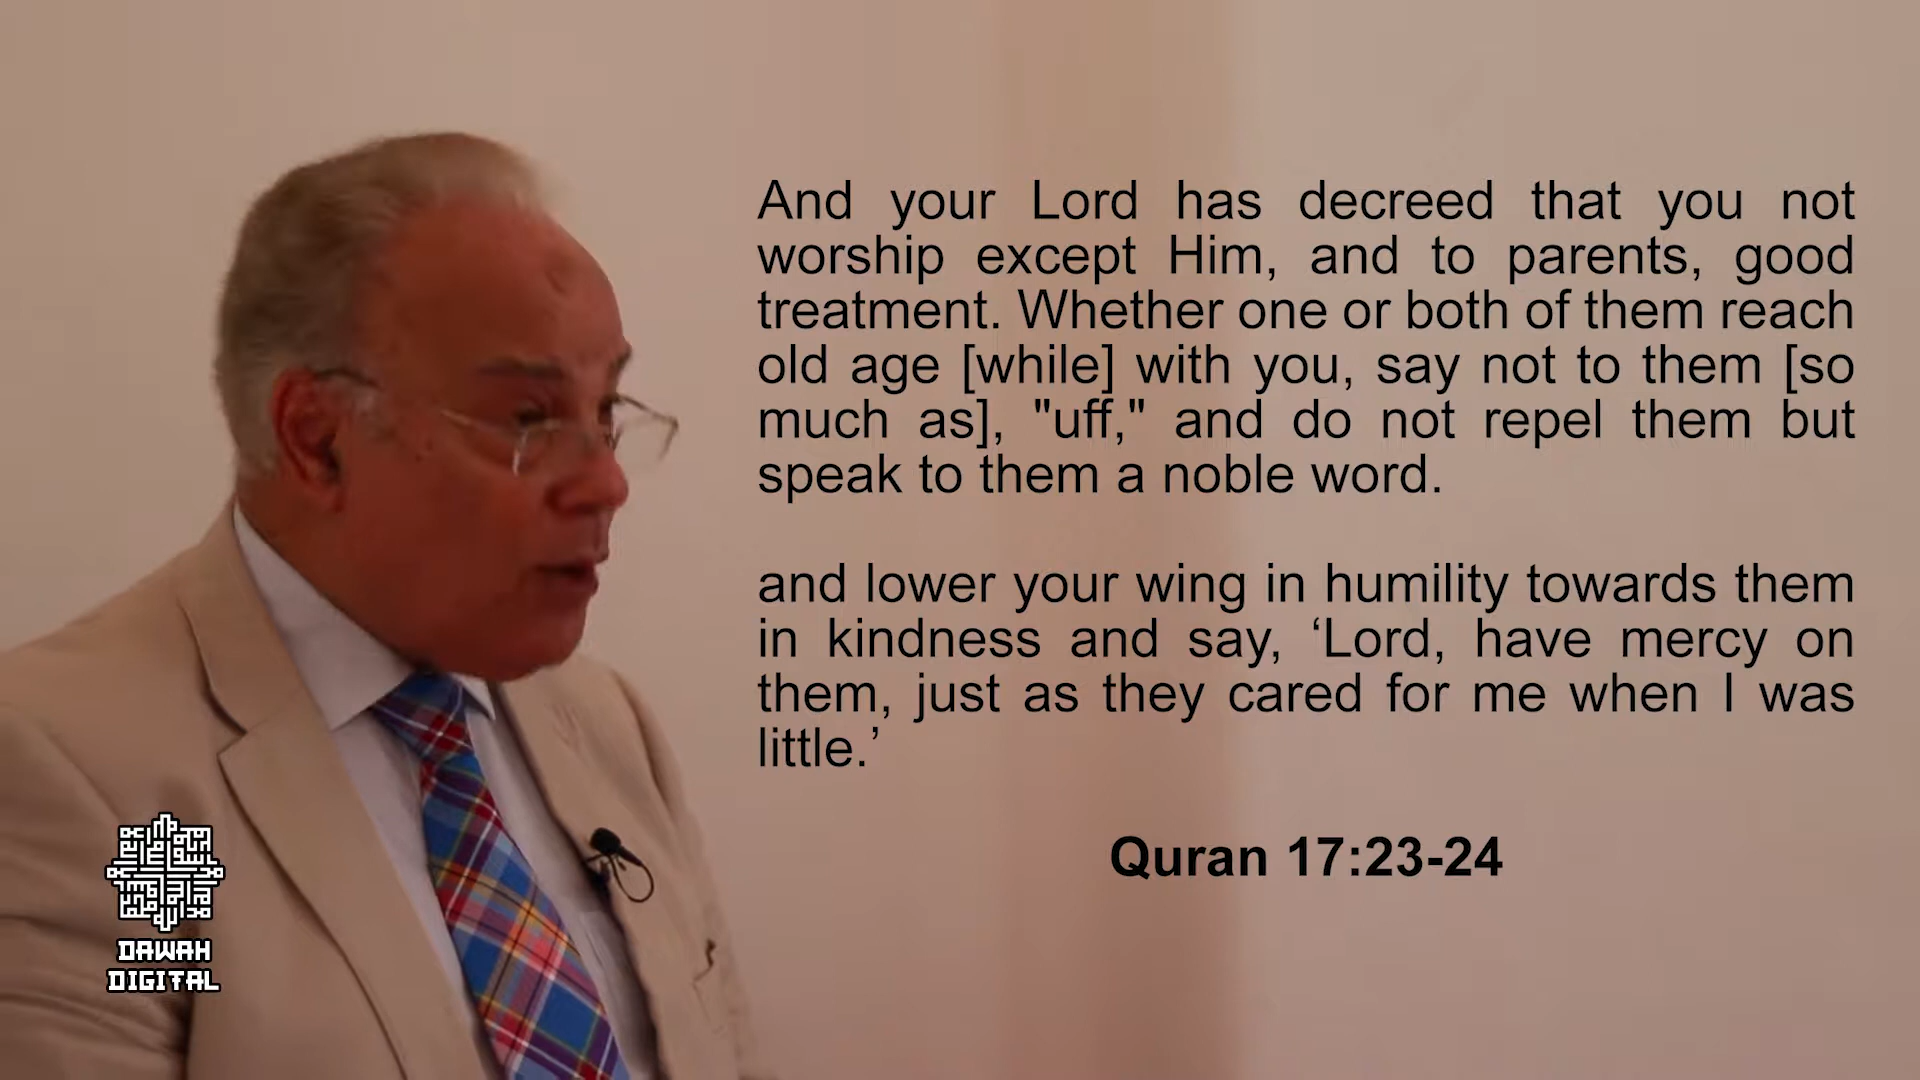 And your Lord has decreed that you not
worship except Him, and to parents, good
treatment. Whether one or both of them reach
old age [while] with you, say not to them [so
much as], "uff," and do not repel them but
speak to them a noble word.
and lower your wing in humility towards them
in kindness and say, ‘Lord, have mercy on
them, just as they cared for me when I was
little.’
Quran 17:23-24
DAWAH
DIGITAL